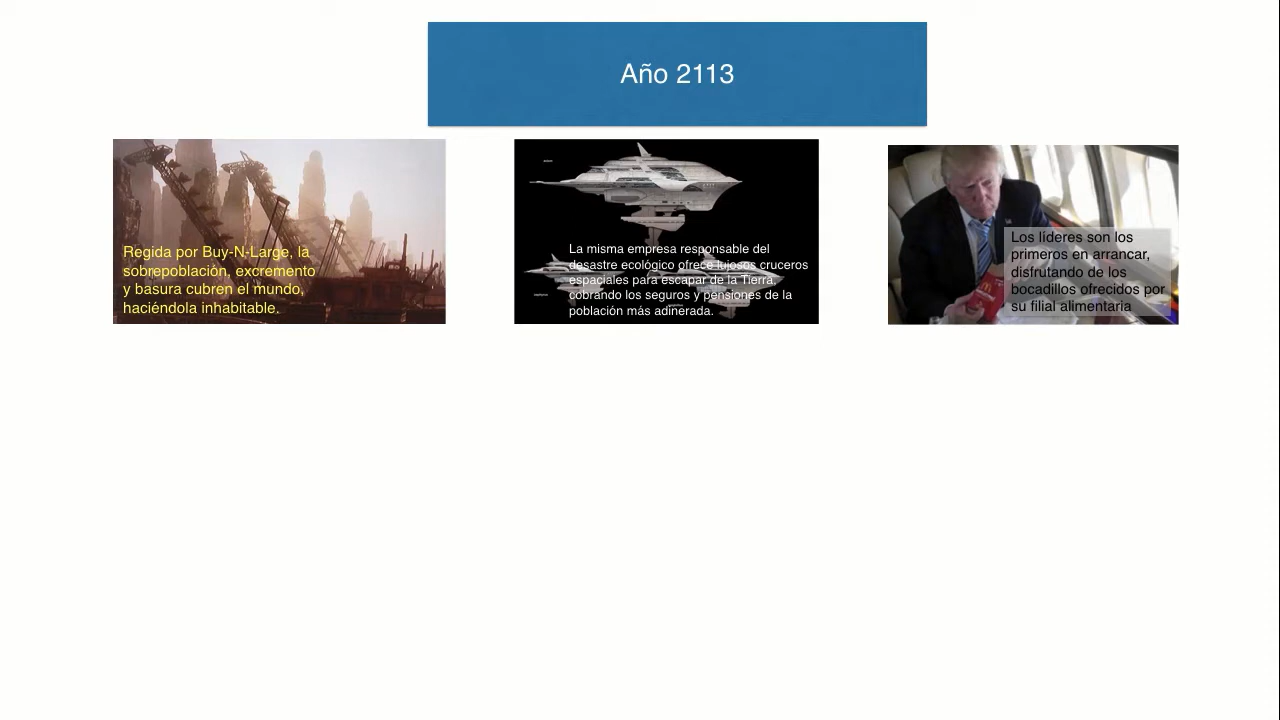 Año 2113
Regida por Buy-N-Large, la
sobrepoblación, excremento
y basura cubren el mundo,
haciéndola inhabitable.
La misma empresa responsable del
desastre ecológico ofrece lujosos cruceros
espaciales para escapar de la Tierra,
cobrando los seguros y pensiones de la
población más adinerada.
Los líderes son los
primeros en arrancar,
disfrutando de los
bocadillos ofrecidos por
su filial alimentaria